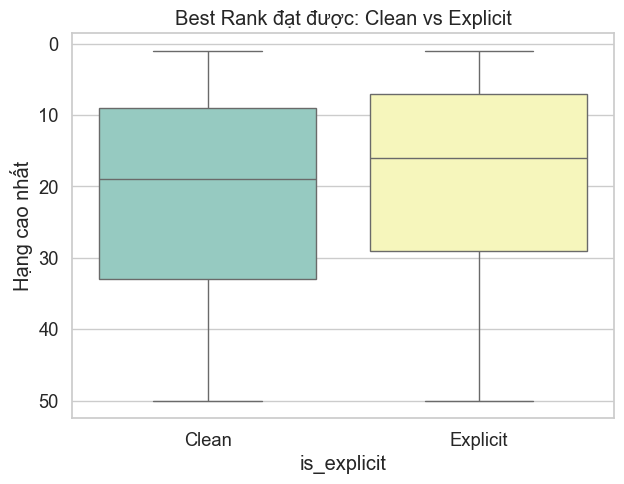 Best Rank đạt được: Clean vs Explicit
Hạng cao nhất
0
10
20
30
40
50
Clean
Explicit
is_explicit